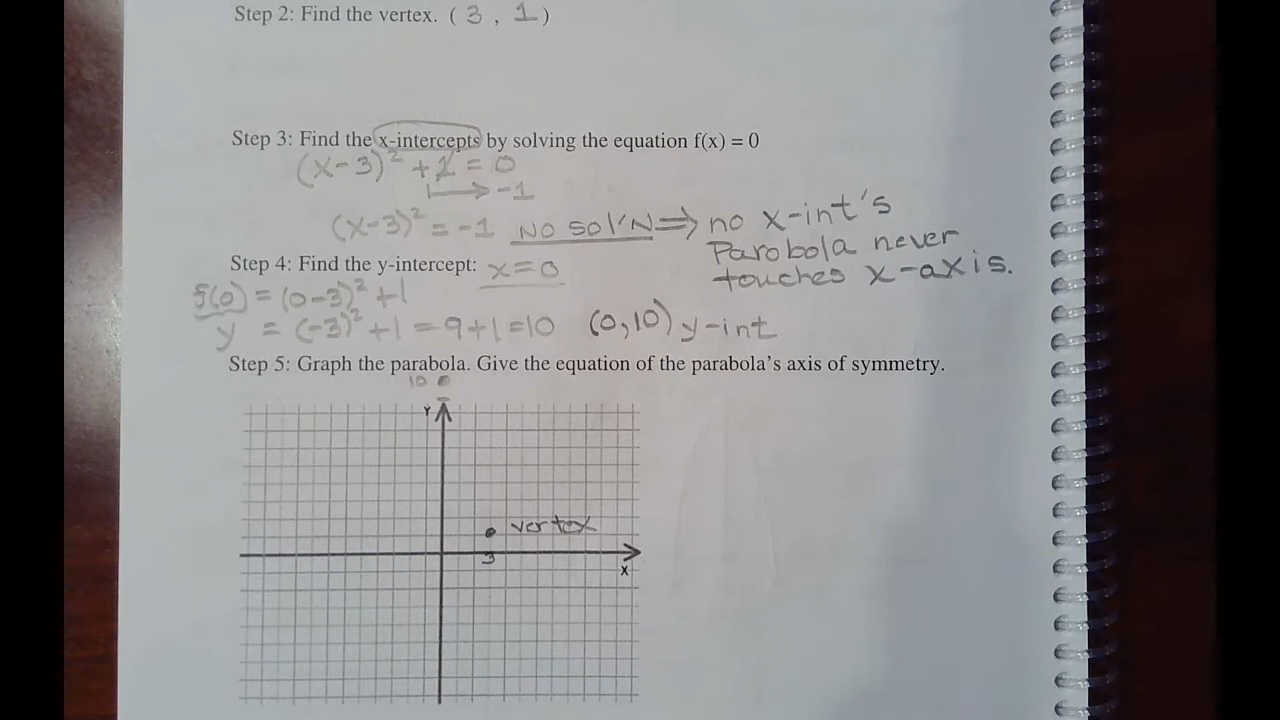 Step 2: Find the vertex. (3, 1)
Step 3: Find the x-intercepts by solving the equation f(x) = 0
(x-3)² + 1 = 0
-1
(x-3)² = -1 NO SOL'N ⇒ no x-int's
Parabola never
touches x-axis.
Step 4: Find the y-intercept: x=0
f(0) = (0-3)² + 1
y = (-3)² + 1 = 9+1 = 10 (0,10) y-int
Step 5: Graph the parabola. Give the equation of the parabola's axis of symmetry.
10
Y
vertex
3
X